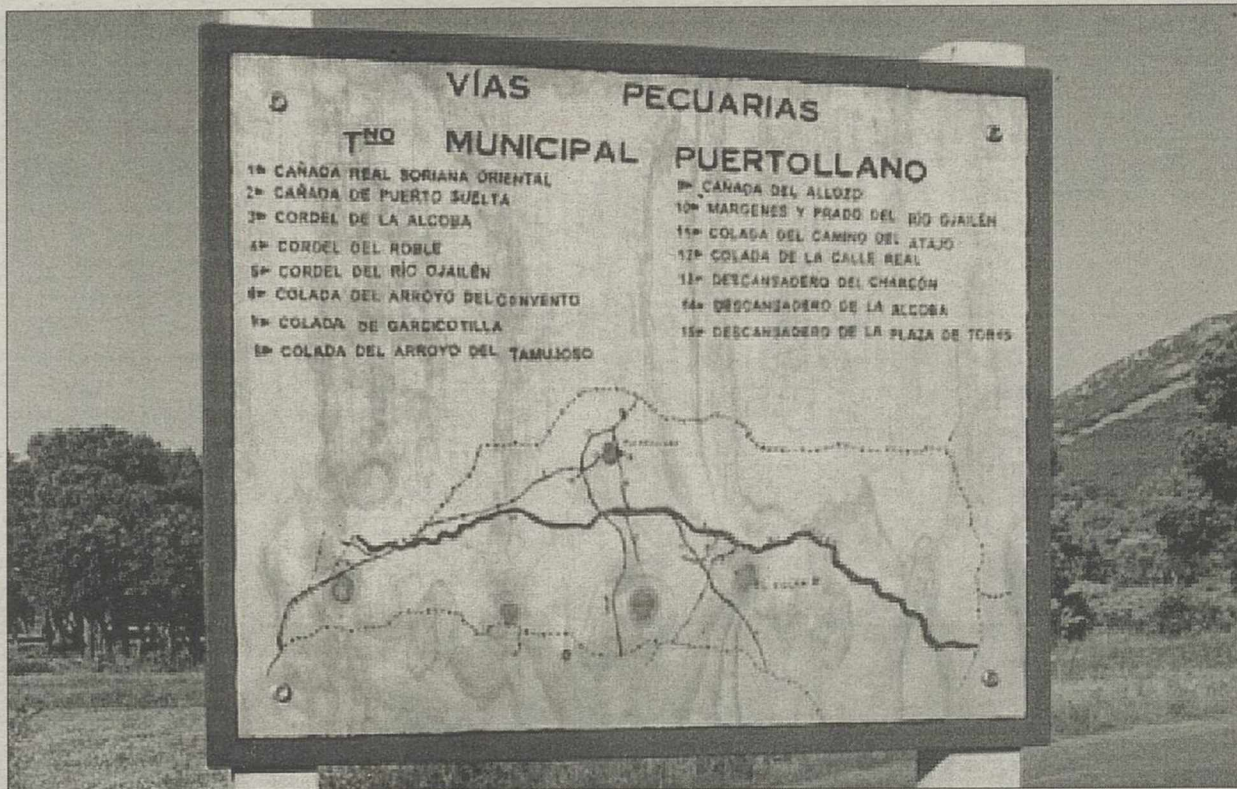 VÍAS PECUARIAS
TNO MUNICIPAL PUERTOLLANO
1ª CAÑADA REAL SORIANA ORIENTAL
2ª CAÑADA DE PUERTO SUELTA
3ª CORDEL DE LA ALCOBA
4ª CORDEL DEL ROBLE
5ª CORDEL DEL RÍO OJAILÉN
6ª COLADA DEL ARROYO DEL CONVENTO
7ª COLADA DE GARGICOTILLA
8ª COLADA DEL ARROYO DEL TAMUJOSO
9ª CAÑADA DEL ALLOZO
10ª MARGENES Y PRADO DEL RÍO OJAILÉN
11ª COLADA DEL CAMINO DEL ATAJO
12ª COLADA DE LA CALLE REAL
13ª DESCANSADERO DEL CHARCÓN
14ª DESCANSADERO DE LA ALCOBA
15ª DESCANSADERO DE LA PLAZA DE TOROS
PUERTOLLANO
EL VILLAR